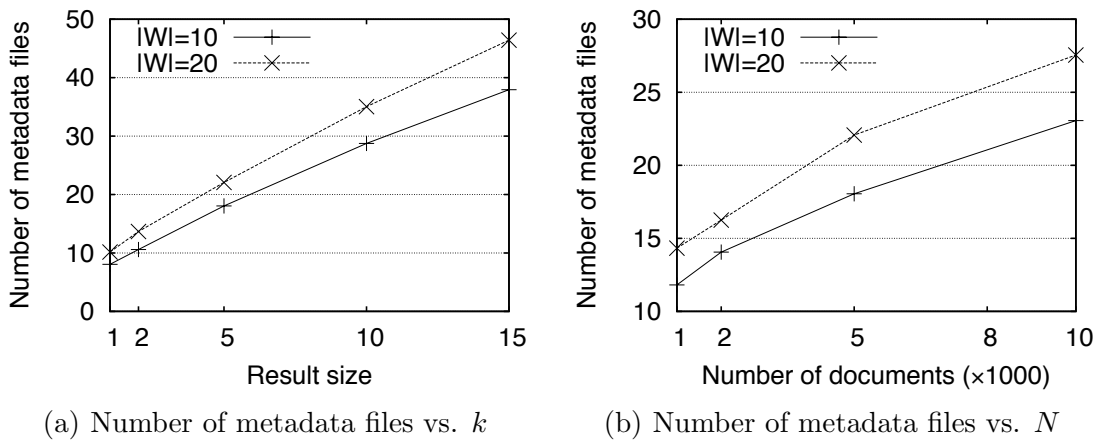 Number of metadata files
50
40
30
20
10
0
|W|=10
|W|=20
1 2 5 10 15
Result size
(a) Number of metadata files vs. k
Number of metadata files
30
25
20
15
10
|W|=10
|W|=20
1 2 5 8 10
Number of documents (×1000)
(b) Number of metadata files vs. N